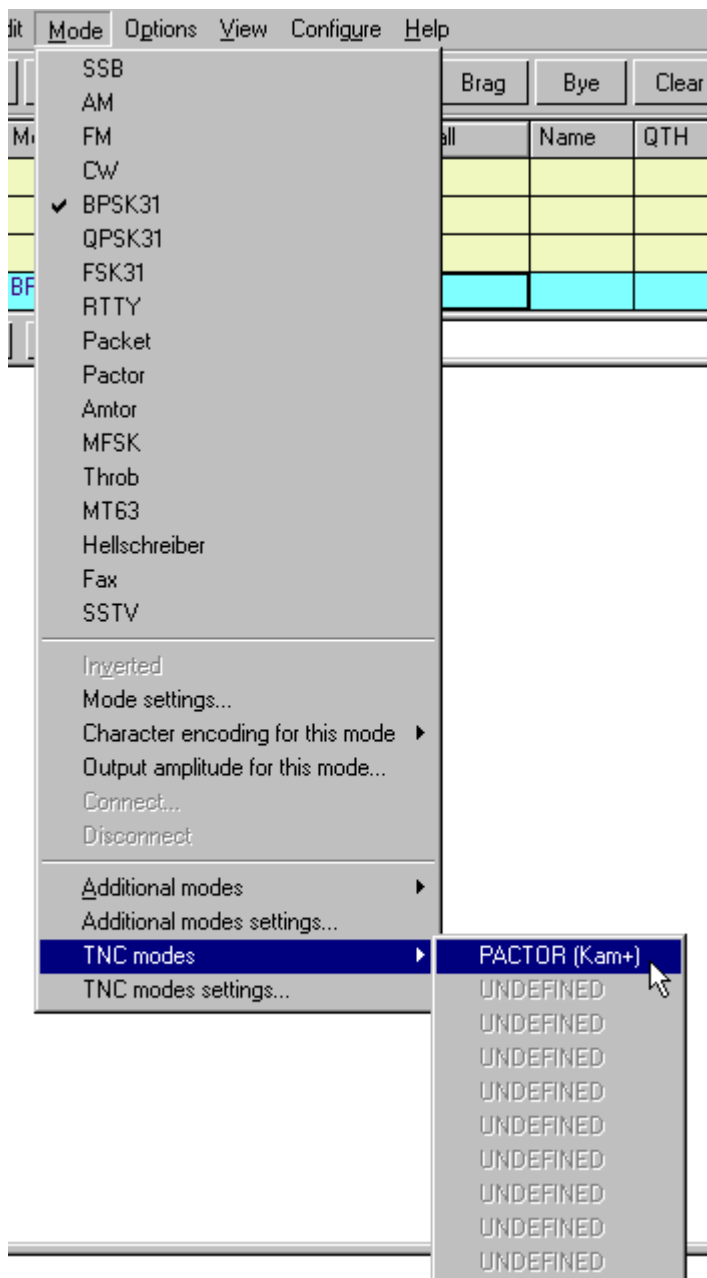 Mode Options View Configure Help
Brag Bye Clear
Name QTH
SSB
AM
FM
CW
BPSK31
QPSK31
FSK31
RTTY
Packet
Pactor
Amtor
MFSK
Throb
MT63
Hellschreiber
Fax
SSTV
Inverted
Mode settings...
Character encoding for this mode
Output amplitude for this mode...
Connect...
Disconnect
Additional modes
Additional modes settings...
TNC modes
TNC modes settings...
PACTOR (Kam+)
UNDEFINED
UNDEFINED
UNDEFINED
UNDEFINED
UNDEFINED
UNDEFINED
UNDEFINED
UNDEFINED
UNDEFINED